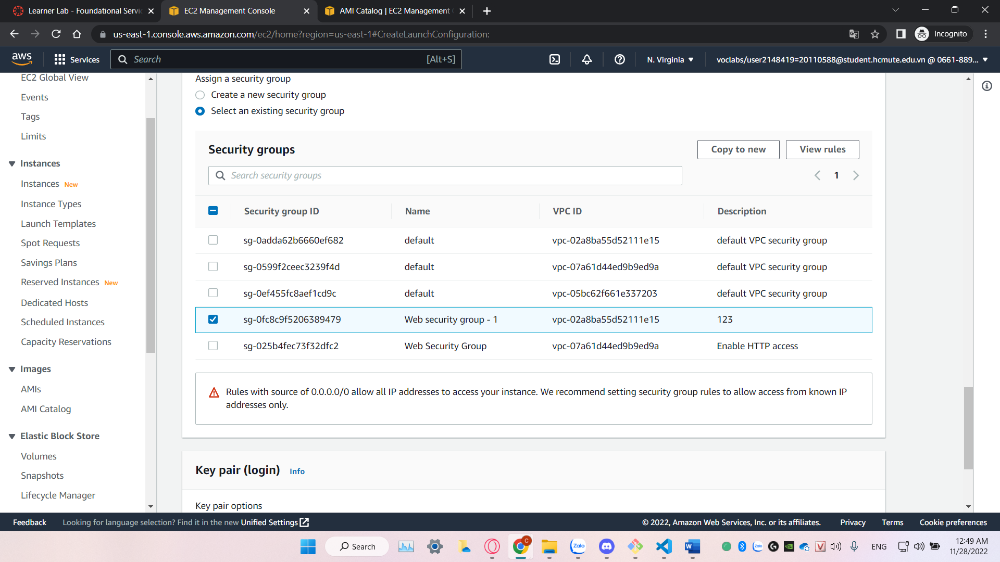 Learner Lab - Foundational Servic
EC2 Management Console
AMI Catalog | EC2 Management C
us-east-1.console.aws.amazon.com/ec2/home?region=us-east-1#CreateLaunchConfiguration:
Incognito
aws
Services
Search
[Alt+S]
N. Virginia
voclabs/user2148419=20110588@student.hcmute.edu.vn @ 0661-889...
EC2 Global View
Events
Tags
Limits
Instances
Instances New
Instance Types
Launch Templates
Spot Requests
Savings Plans
Reserved Instances New
Dedicated Hosts
Scheduled Instances
Capacity Reservations
Images
AMIs
AMI Catalog
Elastic Block Store
Volumes
Snapshots
Lifecycle Manager
Assign a security group
Create a new security group
Select an existing security group
Security groups
Copy to new
View rules
Search security groups
1
Security group ID Name VPC ID Description
sg-0adda62b6660ef682 default vpc-02a8ba55d52111e15 default VPC security group
sg-0599f2ceec3239f4d default vpc-07a61d44ed9b9ed9a default VPC security group
sg-0ef455fc8aef1cd9c default vpc-05bc62f661e337203 default VPC security group
sg-0fc8c9f5206389479 Web security group - 1 vpc-02a8ba55d52111e15 123
sg-025b4fec73f32dfc2 Web Security Group vpc-07a61d44ed9b9ed9a Enable HTTP access
Rules with source of 0.0.0.0/0 allow all IP addresses to access your instance. We recommend setting security group rules to allow access from known IP
addresses only.
Key pair (login) Info
Key pair options
Feedback
Looking for language selection? Find it in the new Unified Settings
© 2022, Amazon Web Services, Inc. or its affiliates.
Privacy
Terms
Cookie preferences
Search
C
Zalo
W
Zalo
V
ENG
12:49 AM
11/28/2022